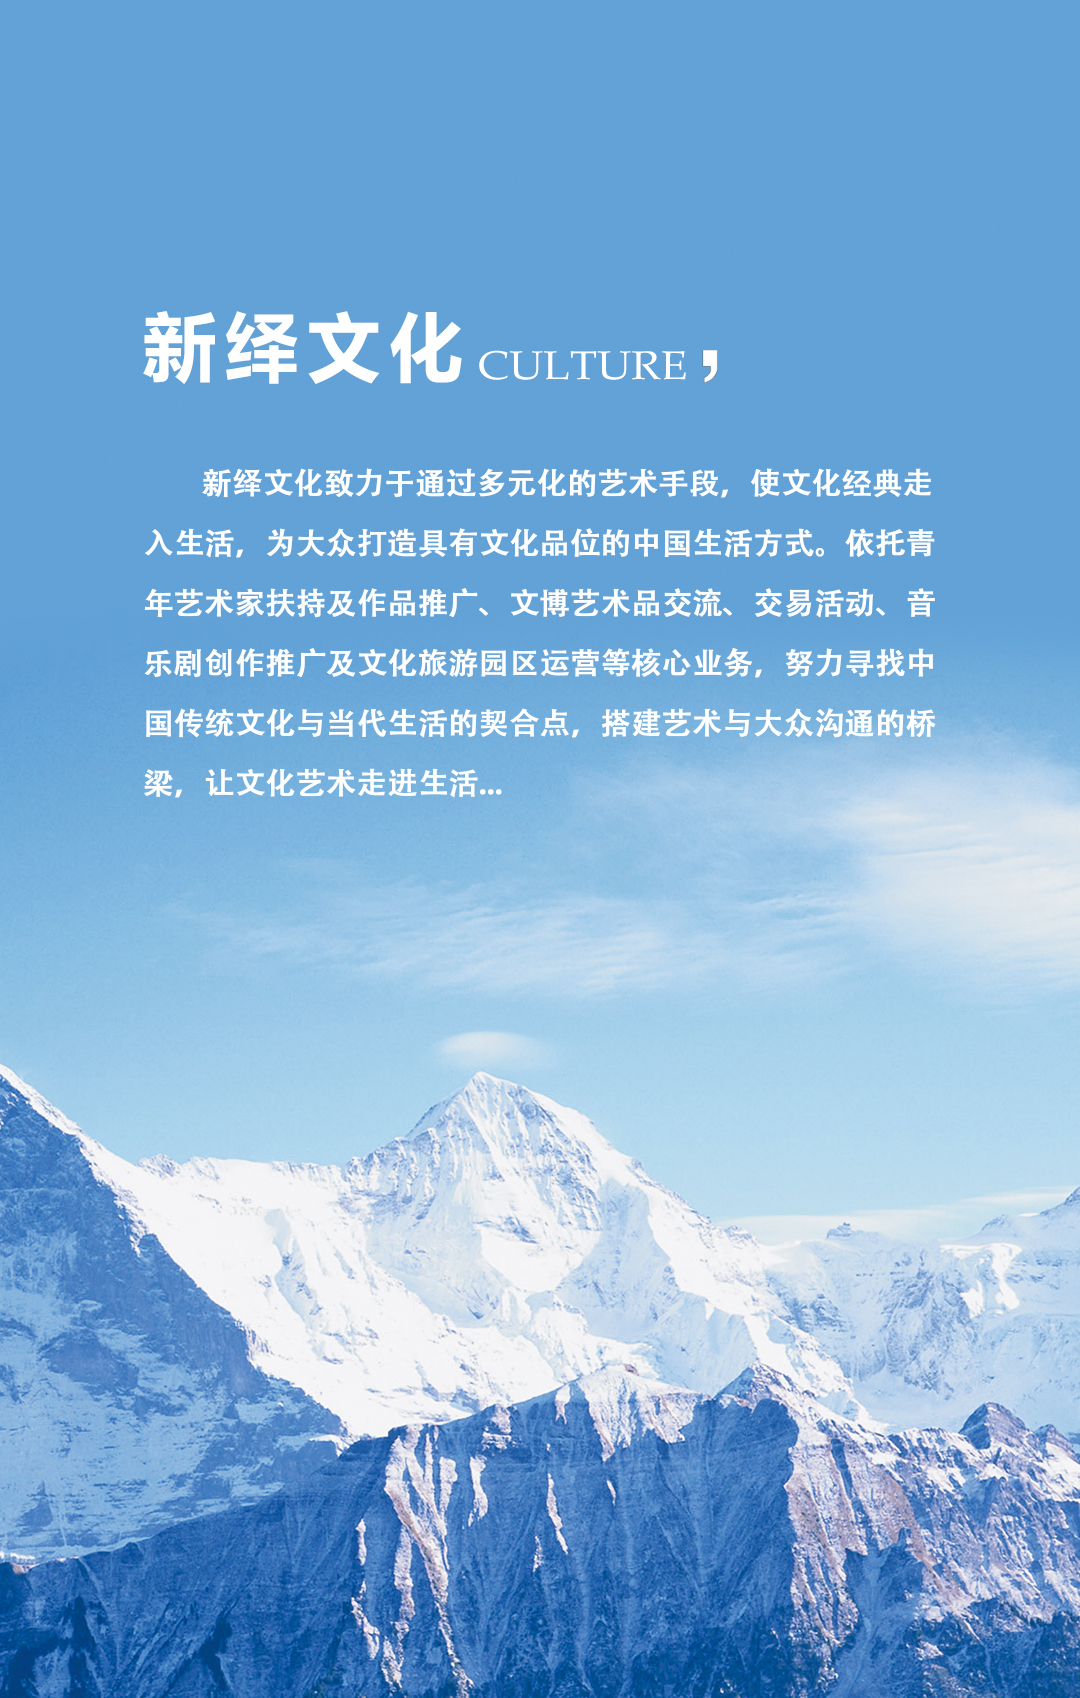 新绎文化 CULTURE ，
新绎文化致力于通过多元化的艺术手段，使文化经典走
入生活，为大众打造具有文化品位的中国生活方式。依托青
年艺术家扶持及作品推广、文博艺术品交流、交易活动、音
乐剧创作推广及文化旅游园区运营等核心业务，努力寻找中
国传统文化与当代生活的契合点，搭建艺术与大众沟通的桥
梁，让文化艺术走进生活...